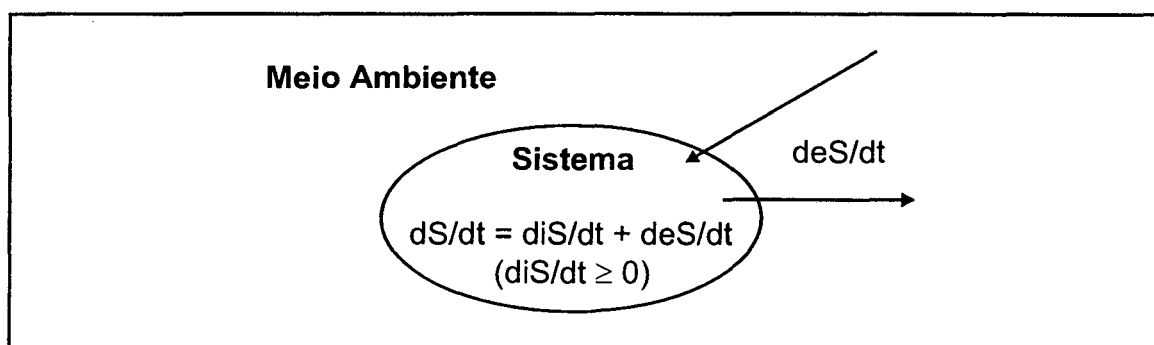 Meio Ambiente
Sistema
deS/dt
dS/dt = diS/dt + deS/dt
(diS/dt ≥ 0)